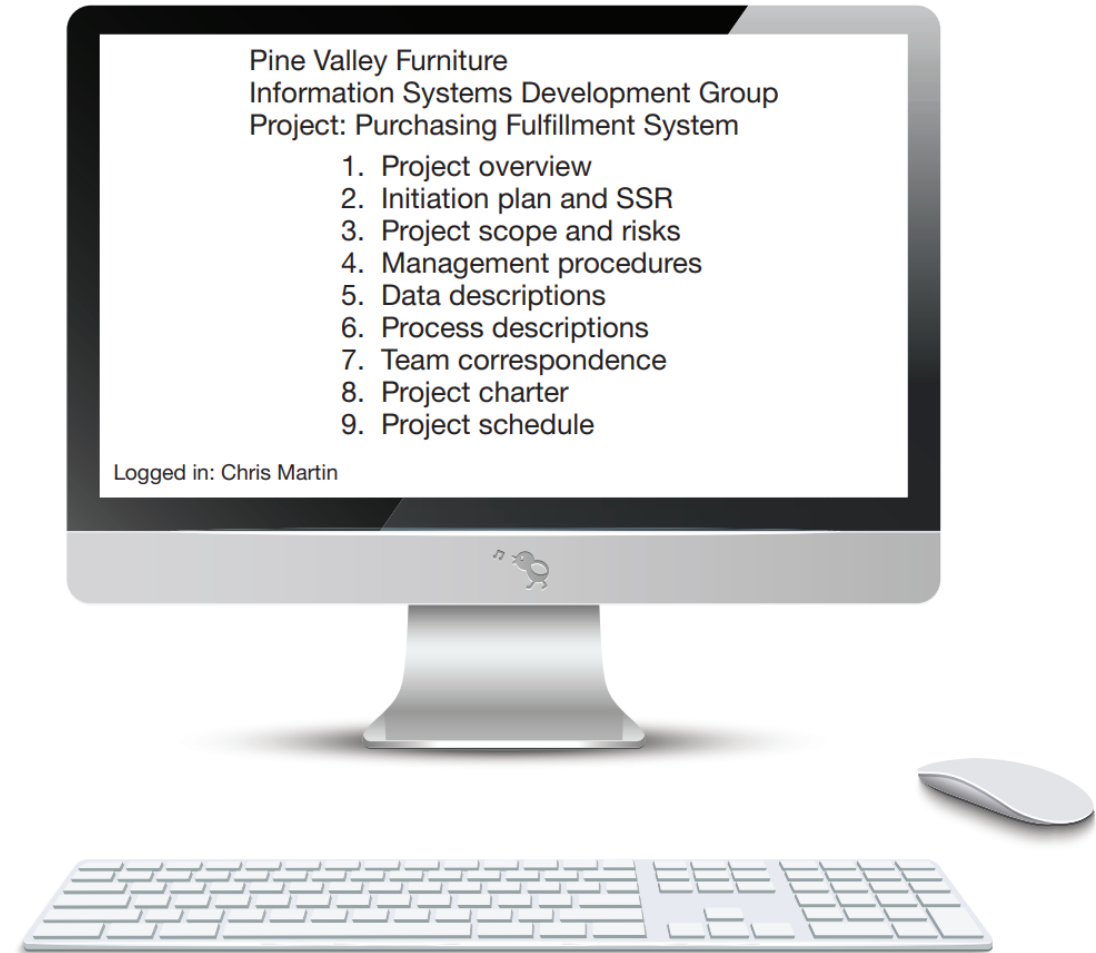 Pine Valley Furniture
Information Systems Development Group
Project: Purchasing Fulfillment System
1. Project overview
2. Initiation plan and SSR
3. Project scope and risks
4. Management procedures
5. Data descriptions
6. Process descriptions
7. Team correspondence
8. Project charter
9. Project schedule
Logged in: Chris Martin